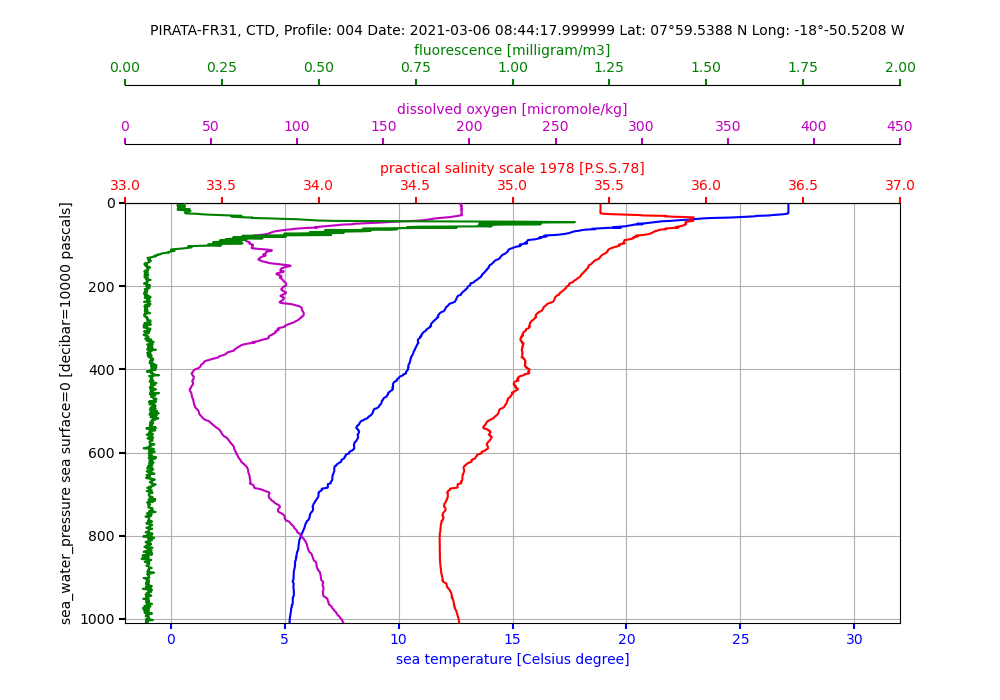 PIRATA-FR31, CTD, Profile: 004 Date: 2021-03-06 08:44:17.999999 Lat: 07°59.5388 N Long: -18°-50.5208 W
fluorescence [milligram/m3]
0.00 0.25 0.50 0.75 1.00 1.25 1.50 1.75 2.00
dissolved oxygen [micromole/kg]
0 50 100 150 200 250 300 350 400 450
practical salinity scale 1978 [P.S.S.78]
33.0 33.5 34.0 34.5 35.0 35.5 36.0 36.5 37.0
sea_water_pressure sea surface=0 [decibar=10000 pascals]
0
200
400
600
800
1000
0 5 10 15 20 25 30
sea temperature [Celsius degree]